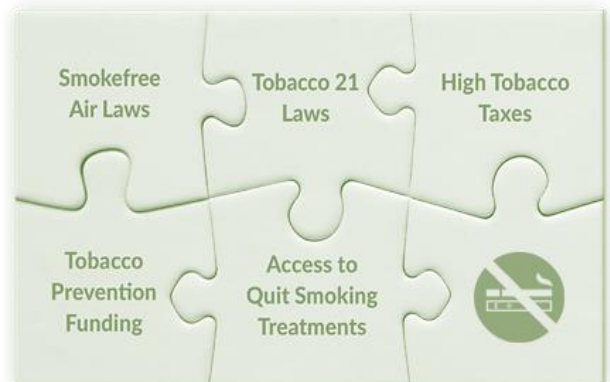 Smokefree
Air Laws
Tobacco 21
Laws
High Tobacco
Taxes
Tobacco
Prevention
Funding
Access to
Quit Smoking
Treatments